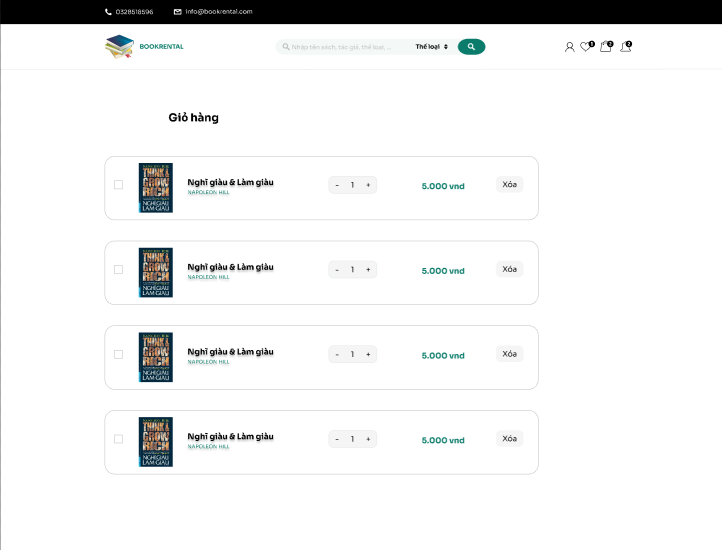 0328518596 info@bookrental.com
BOOKRENTAL Nhập tên sách, tác giả, thể loại, ... Thể loại 2 2
Giỏ hàng
THINK & GROW RICH
NGHĨ GIÀU LÀM GIÀU
Nghĩ giàu & Làm giàu
NAPOLEON HILL
- 1 + 5.000 vnd Xóa
THINK & GROW RICH
NGHĨ GIÀU LÀM GIÀU
Nghĩ giàu & Làm giàu
NAPOLEON HILL
- 1 + 5.000 vnd Xóa
THINK & GROW RICH
NGHĨ GIÀU LÀM GIÀU
Nghĩ giàu & Làm giàu
NAPOLEON HILL
- 1 + 5.000 vnd Xóa
THINK & GROW RICH
NGHĨ GIÀU LÀM GIÀU
Nghĩ giàu & Làm giàu
NAPOLEON HILL
- 1 + 5.000 vnd Xóa